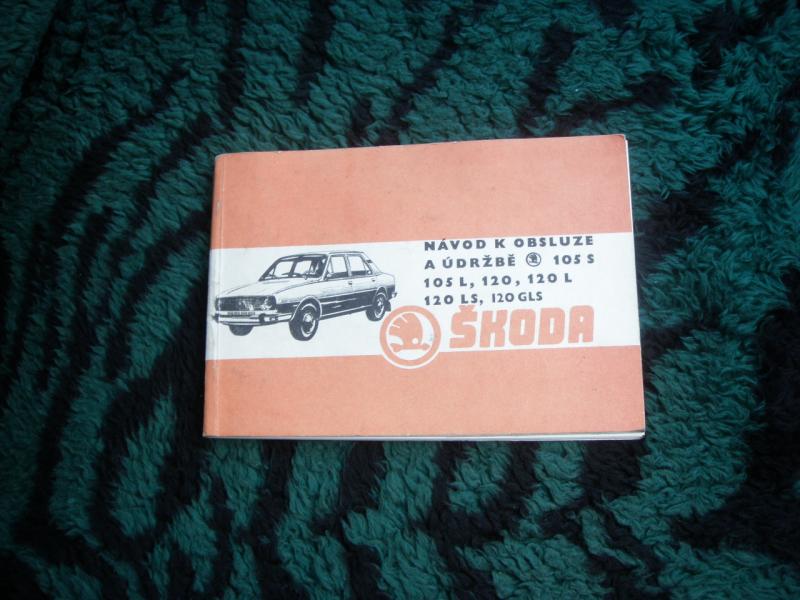 NÁVOD K OBSLUZE
A ÚDRŽBĚ 105 S
105 L, 120, 120 L
120 LS, 120 GLS
ŠKODA